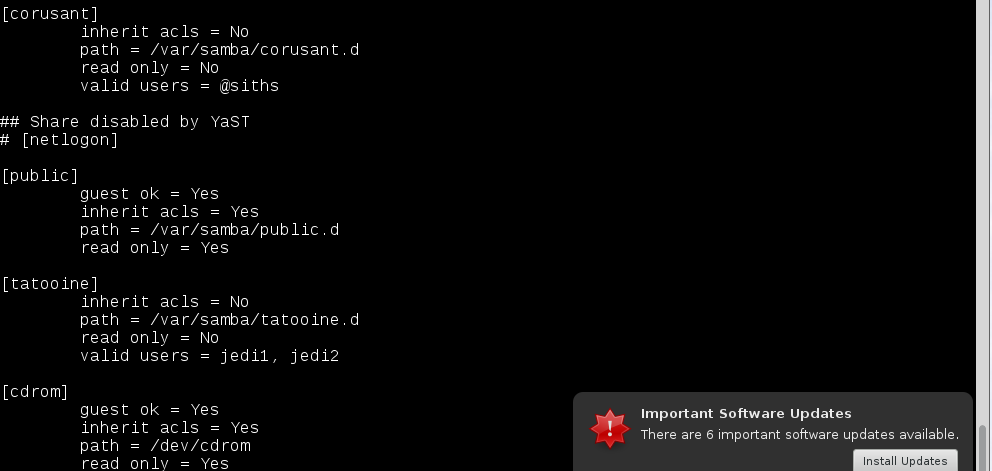 [corusant]
inherit acls = No
path = /var/samba/corusant.d
read only = No
valid users = @siths
## Share disabled by YaST
# [netlogon]
[public]
guest ok = Yes
inherit acls = Yes
path = /var/samba/public.d
read only = Yes
[tatooine]
inherit acls = No
path = /var/samba/tatooine.d
read only = No
valid users = jedi1, jedi2
[cdrom]
guest ok = Yes
inherit acls = Yes
path = /dev/cdrom
read only = Yes
Important Software Updates
There are 6 important software updates available.
Install Updates